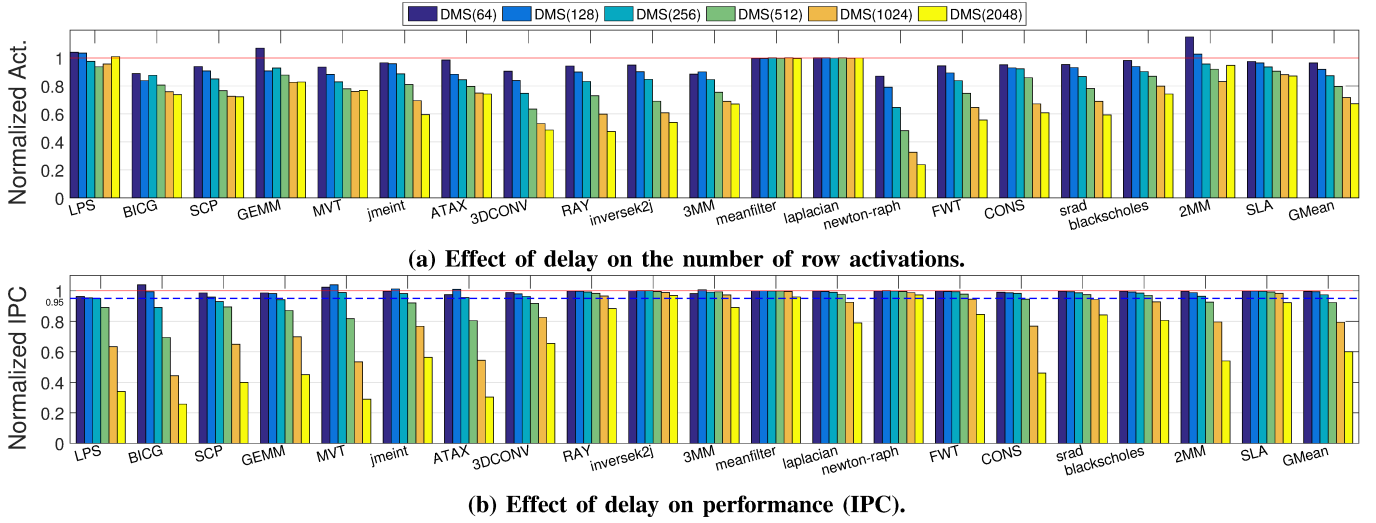 DMS(64) DMS(128) DMS(256) DMS(512) DMS(1024) DMS(2048)
Normalized Act.
1
0.8
0.6
0.4
0.2
0
LPS BICG SCP GEMM MVT jmeint ATAX 3DCONV RAY inversek2j 3MM meanfilter laplacian newton-raph FWT CONS srad blackscholes 2MM SLA GMean
(a) Effect of delay on the number of row activations.
Normalized IPC
1
0.95
0.8
0.6
0.4
0.2
0
LPS BICG SCP GEMM MVT jmeint ATAX 3DCONV RAY inversek2j 3MM meanfilter laplacian newton-raph FWT CONS srad blackscholes 2MM SLA GMean
(b) Effect of delay on performance (IPC).